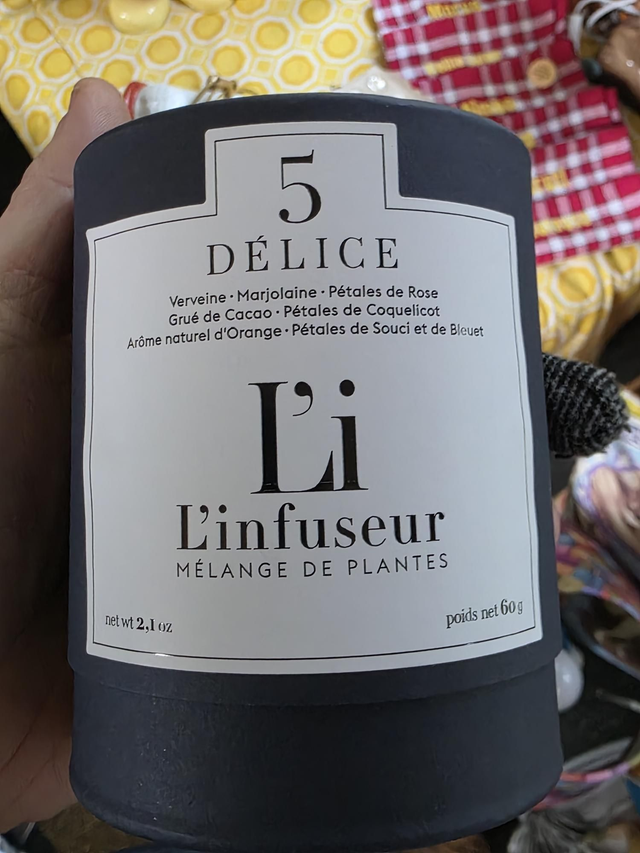 5
DÉLICE
Verveine · Marjolaine · Pétales de Rose
Grué de Cacao · Pétales de Coquelicot
Arôme naturel d'Orange · Pétales de Souci et de Bleuet
L'i
L'infuseur
MÉLANGE DE PLANTES
net wt 2,1 oz
poids net 60 g